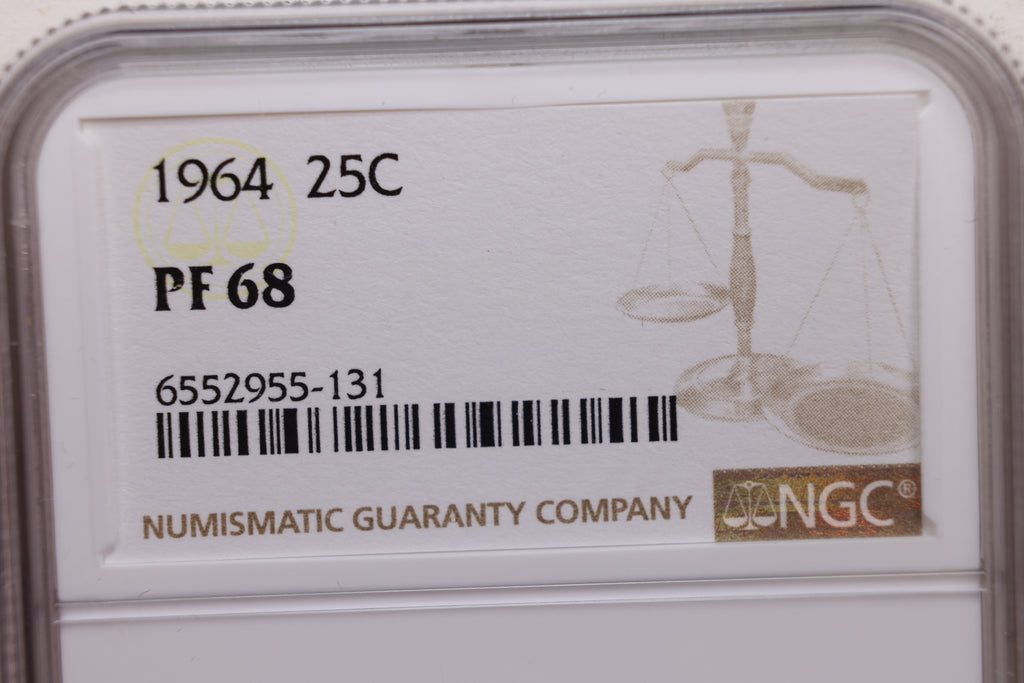 1964 25C
PF 68
6552955-131
NUMISMATIC GUARANTY COMPANY
NGC®